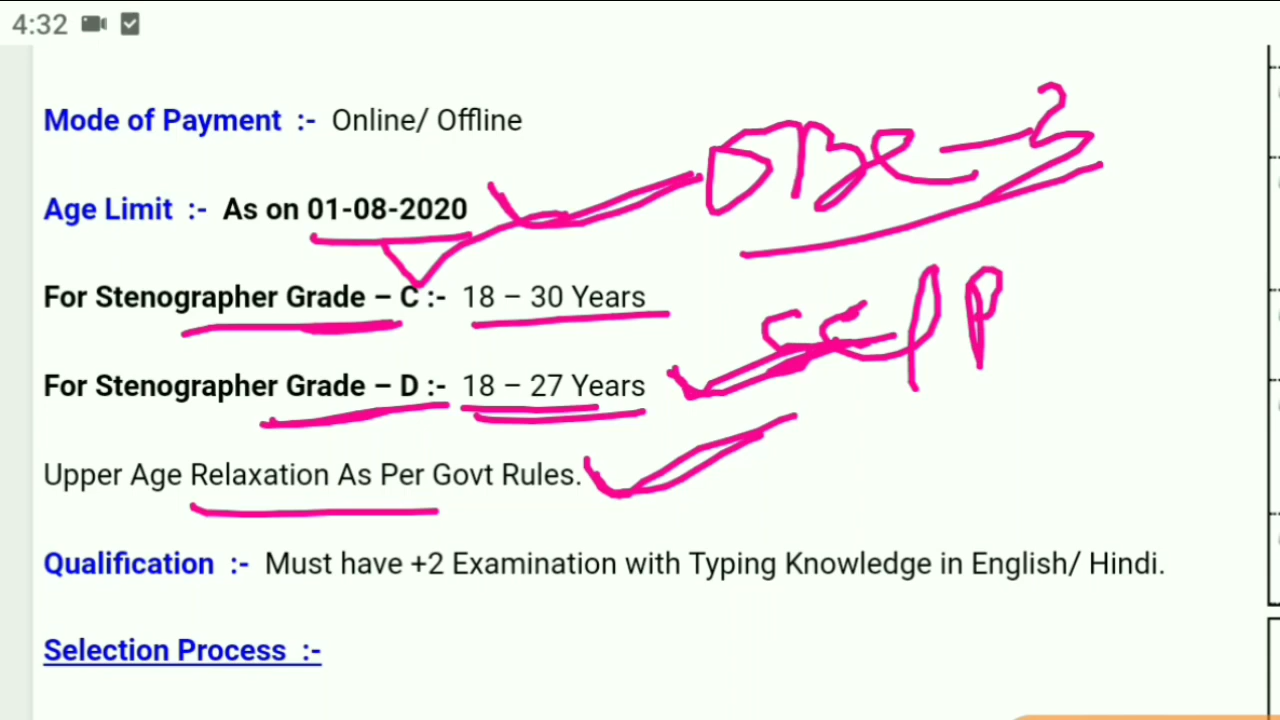 4:32
Mode of Payment :- Online/ Offline
OBC - 3
Age Limit :- As on 01-08-2020
For Stenographer Grade – C :- 18 – 30 Years
For Stenographer Grade – D :- 18 – 27 Years
Upper Age Relaxation As Per Govt Rules.
Qualification :- Must have +2 Examination with Typing Knowledge in English/ Hindi.
Selection Process :-